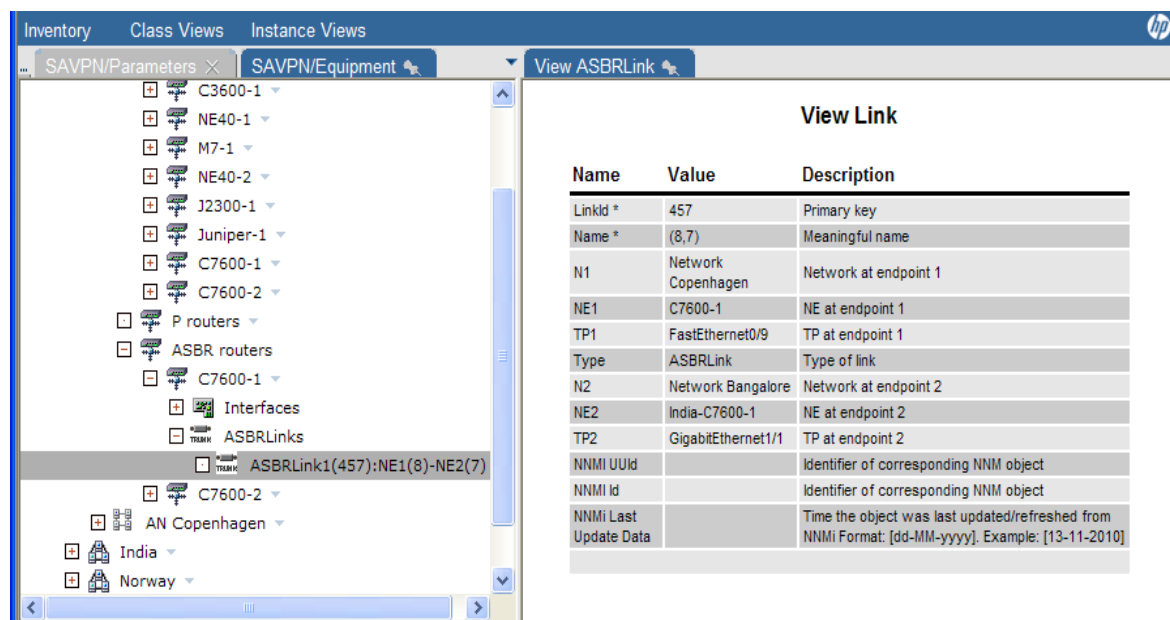 Inventory Class Views Instance Views
hp
... SAVPN/Parameters SAVPN/Equipment View ASBRLink
C3600-1
NE40-1
M7-1
NE40-2
J2300-1
Juniper-1
C7600-1
C7600-2
P routers
ASBR routers
C7600-1
Interfaces
TRUNK ASBRLinks
TRUNK ASBRLink1(457):NE1(8)-NE2(7)
C7600-2
AN Copenhagen
India
Norway
View Link
Name Value Description
LinkId * 457 Primary key
Name * (8,7) Meaningful name
N1 Network Copenhagen Network at endpoint 1
NE1 C7600-1 NE at endpoint 1
TP1 FastEthernet0/9 TP at endpoint 1
Type ASBRLink Type of link
N2 Network Bangalore Network at endpoint 2
NE2 India-C7600-1 NE at endpoint 2
TP2 GigabitEthernet1/1 TP at endpoint 2
NNMI UUId Identifier of corresponding NNM object
NNMI Id Identifier of corresponding NNM object
NNMi Last Time the object was last updated/refreshed from
Update Data NNMi Format: [dd-MM-yyyy]. Example: [13-11-2010]